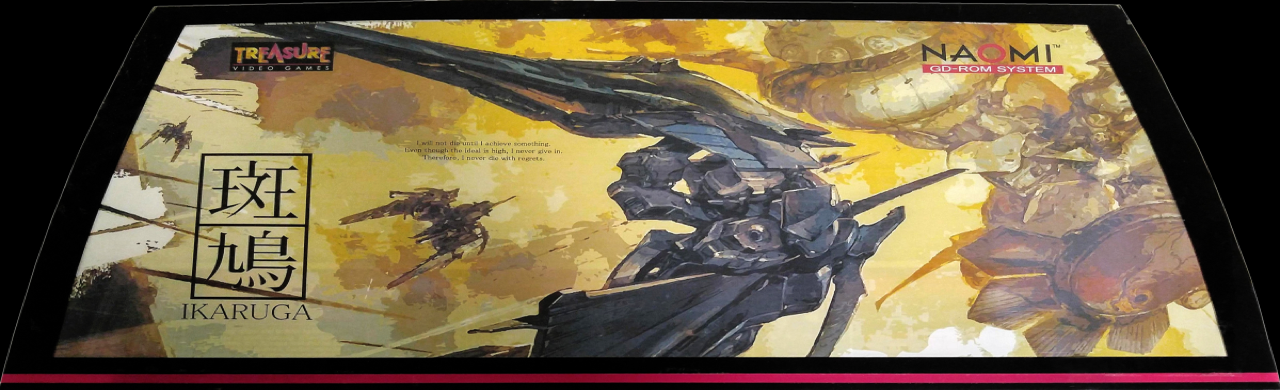 TREASURE
VIDEO GAMES
NAOMI™
GD-ROM SYSTEM
I will not die until I achieve something.
Even though the ideal is high, I never give in.
Therefore, I never die with regrets.
斑
鳩
IKARUGA